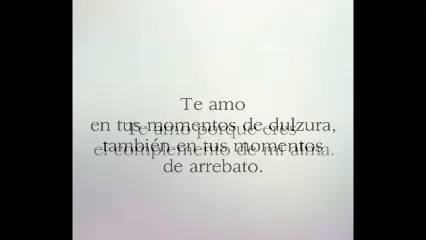 Te amo
en tus momentos de dulzura,
Te amo porque eres
también en tus momentos
el complemento de mi alma.
de arrebato.